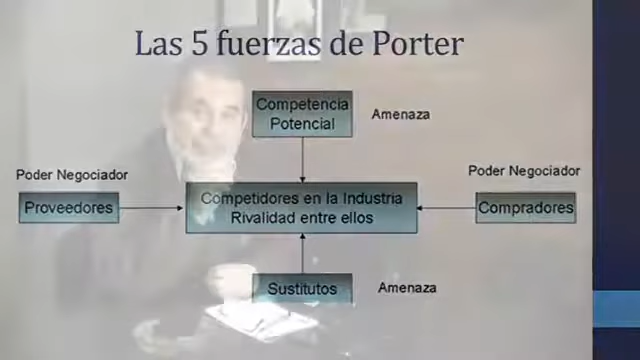 Las 5 fuerzas de Porter
Competencia
Potencial
Amenaza
Poder Negociador
Poder Negociador
Proveedores
Competidores en la Industria
Rivalidad entre ellos
Compradores
Sustitutos
Amenaza